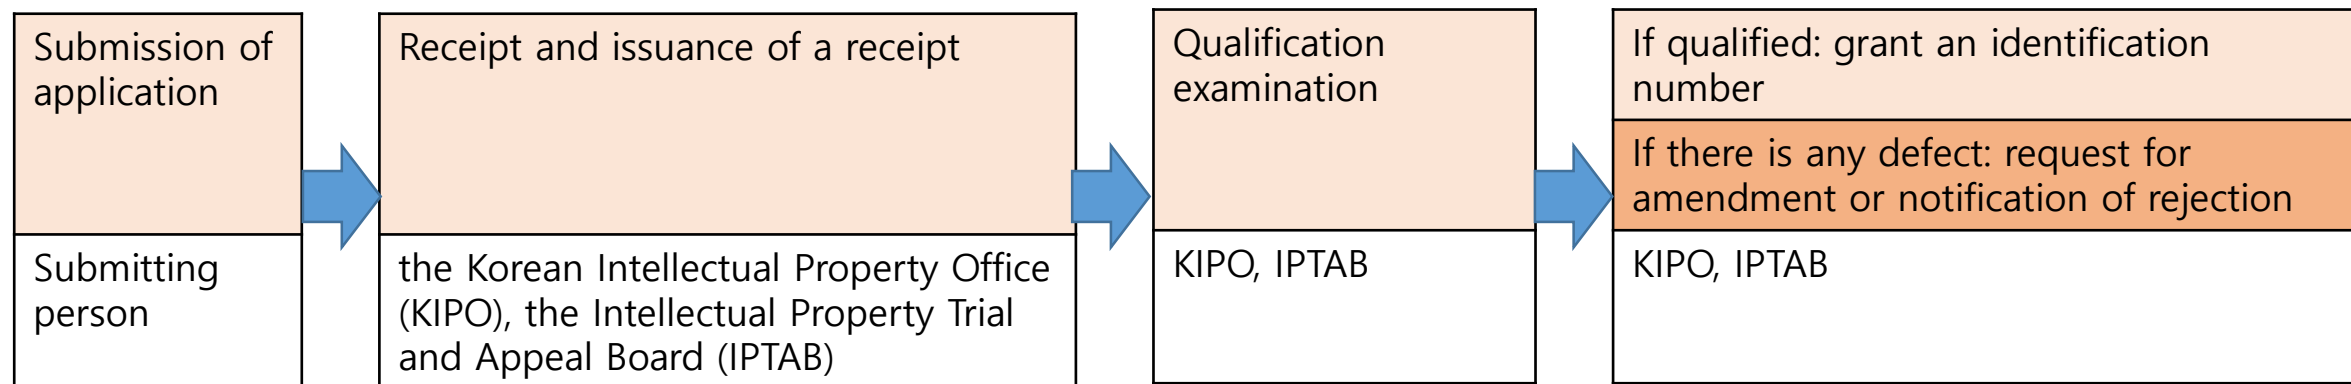 Submission of
application
Submitting
person
Receipt and issuance of a receipt
the Korean Intellectual Property Office
(KIPO), the Intellectual Property Trial
and Appeal Board (IPTAB)
Qualification
examination
KIPO, IPTAB
If qualified: grant an identification
number
If there is any defect: request for
amendment or notification of rejection
KIPO, IPTAB